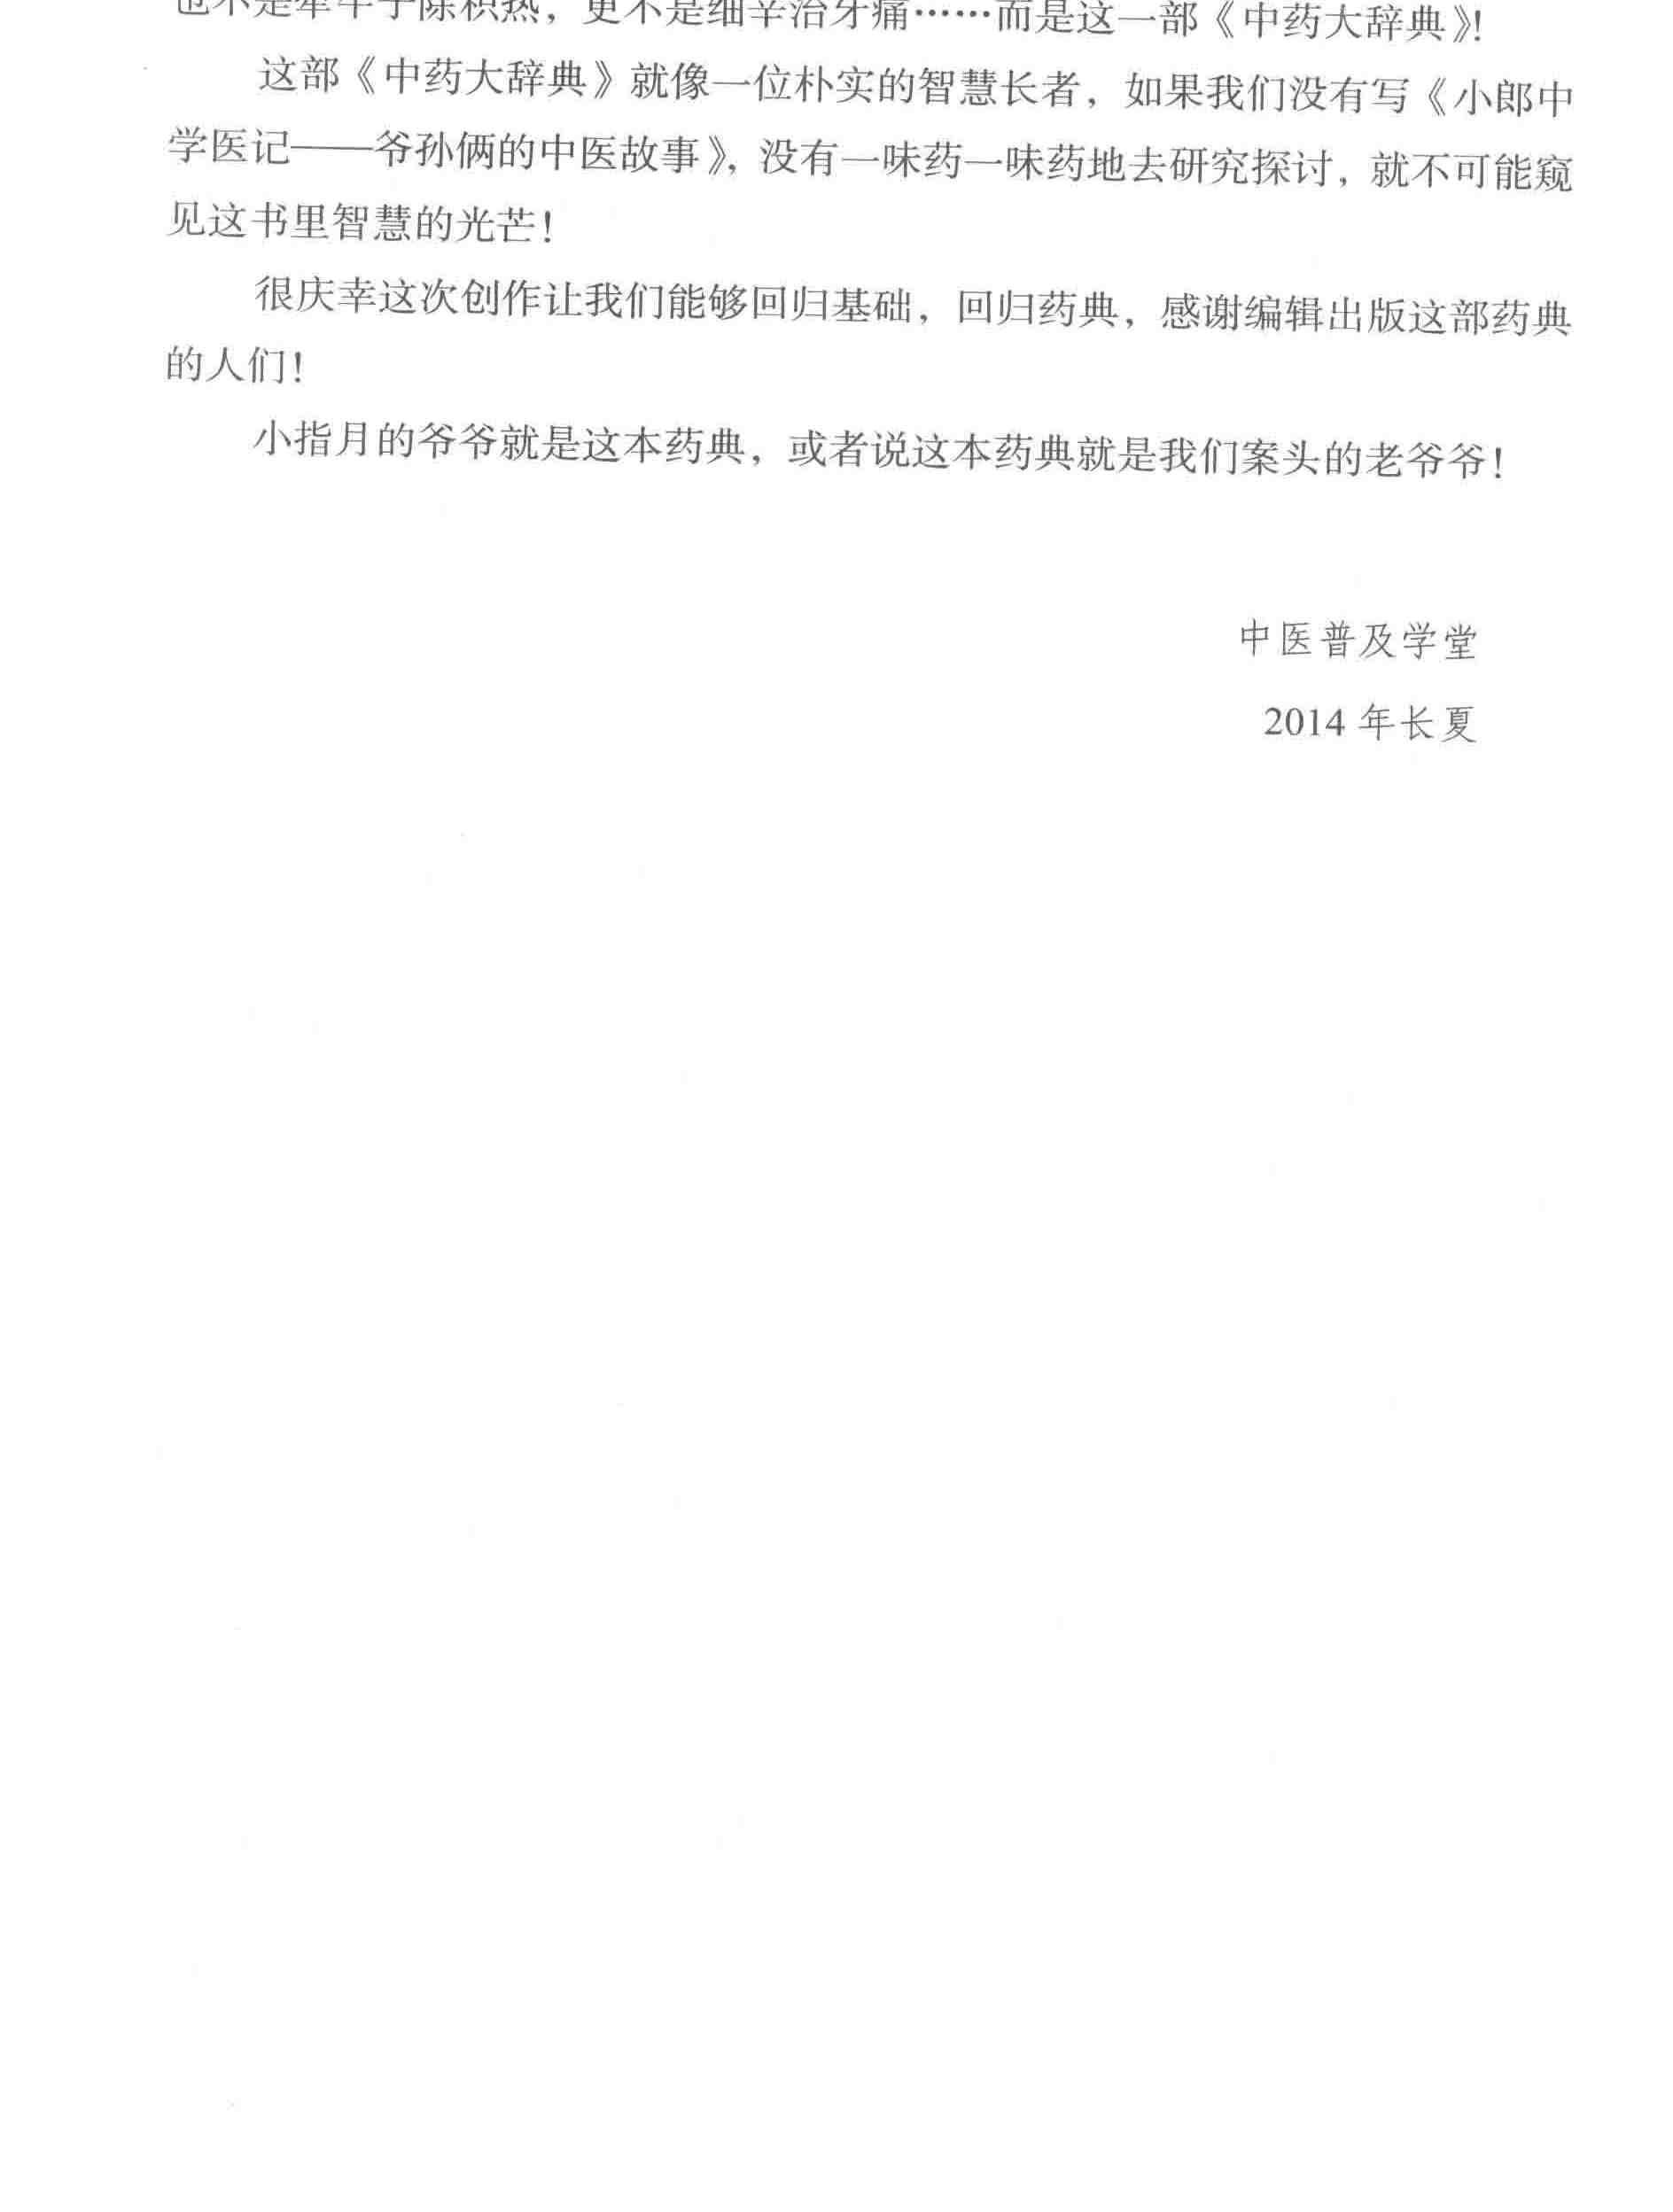 也不是牵牛子除积热，更不是细辛治牙痛……而是这一部《中药大辞典》！
这部《中药大辞典》就像一位朴实的智慧长者，如果我们没有写《小郎中
学医记——爷孙俩的中医故事》，没有一味药一味药地去研究探讨，就不可能窥
见这书里智慧的光芒！
很庆幸这次创作让我们能够回归基础，回归药典，感谢编辑出版这部药典
的人们！
小指月的爷爷就是这本药典，或者说这本药典就是我们案头的老爷爷！
中医普及学堂
2014 年长夏